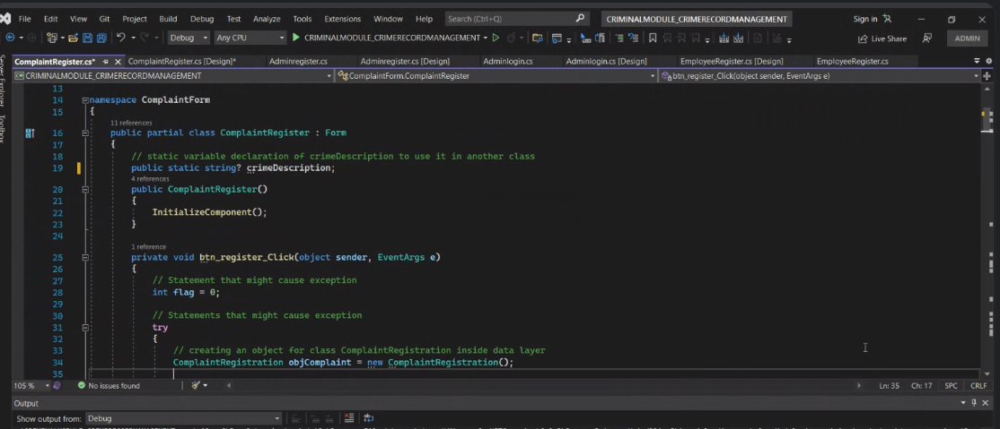 File Edit View Git Project Build Debug Test Analyze Tools Extensions Window Help Search (Ctrl+Q) CRIMINALMODULE_CRIMERECORDMANAGEMENT Sign in
Debug Any CPU CRIMINALMODULE_CRIMERECORDMANAGEMENT Live Share ADMIN
ComplaintRegister.cs* ComplaintRegister.cs [Design]* Adminregister.cs Adminregister.cs [Design] Adminlogin.cs Adminlogin.cs [Design] EmployeeRegister.cs [Design] EmployeeRegister.cs
CRIMINALMODULE_CRIMERECORDMANAGEMENT ComplaintForm.ComplaintRegister btn_register_Click(object sender, EventArgs e)
Server Explorer Toolbox
13
14 namespace ComplaintForm
15 {
11 references
16 public partial class ComplaintRegister : Form
17 {
18 // static variable declaration of crimeDescription to use it in another class
19 public static string? crimeDescription;
4 references
20 public ComplaintRegister()
21 {
22 InitializeComponent();
23 }
24
1 reference
25 private void btn_register_Click(object sender, EventArgs e)
26 {
27 // Statement that might cause exception
28 int flag = 0;
29
30 // Statements that might cause exception
31 try
32 {
33 // creating an object for class ComplaintRegistration inside data layer
34 ComplaintRegistration objComplaint = new ComplaintRegistration();
35
105 % No issues found Ln: 35 Ch: 17 SPC CRLF
Output
Show output from: Debug